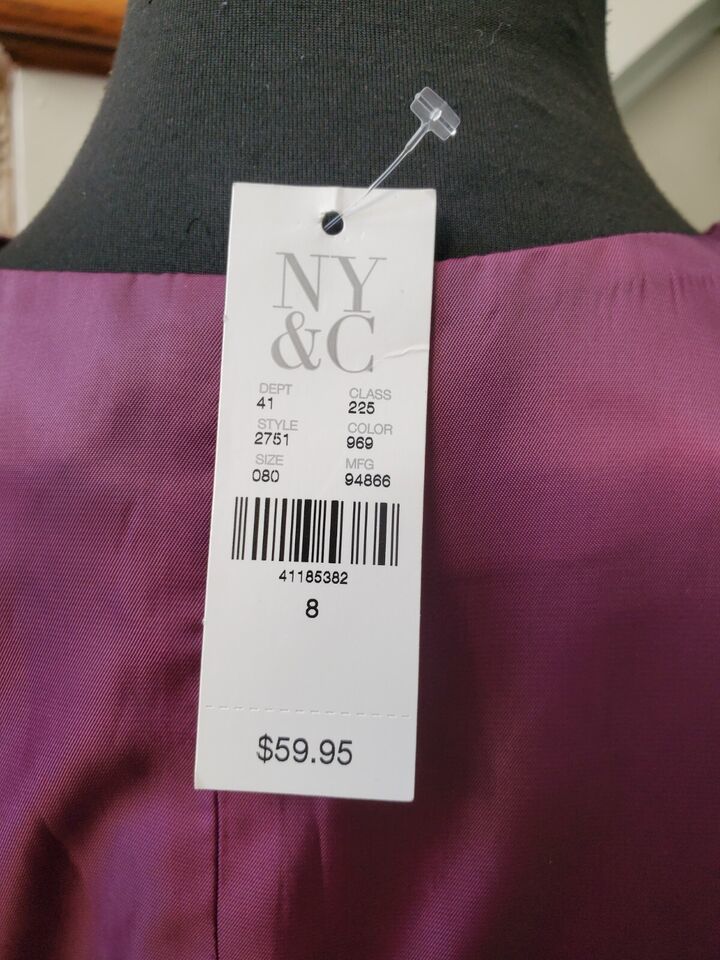 NY
&C
DEPT CLASS
41 225
STYLE COLOR
2751 969
SIZE MFG
080 94866
41185382
8
$59.95